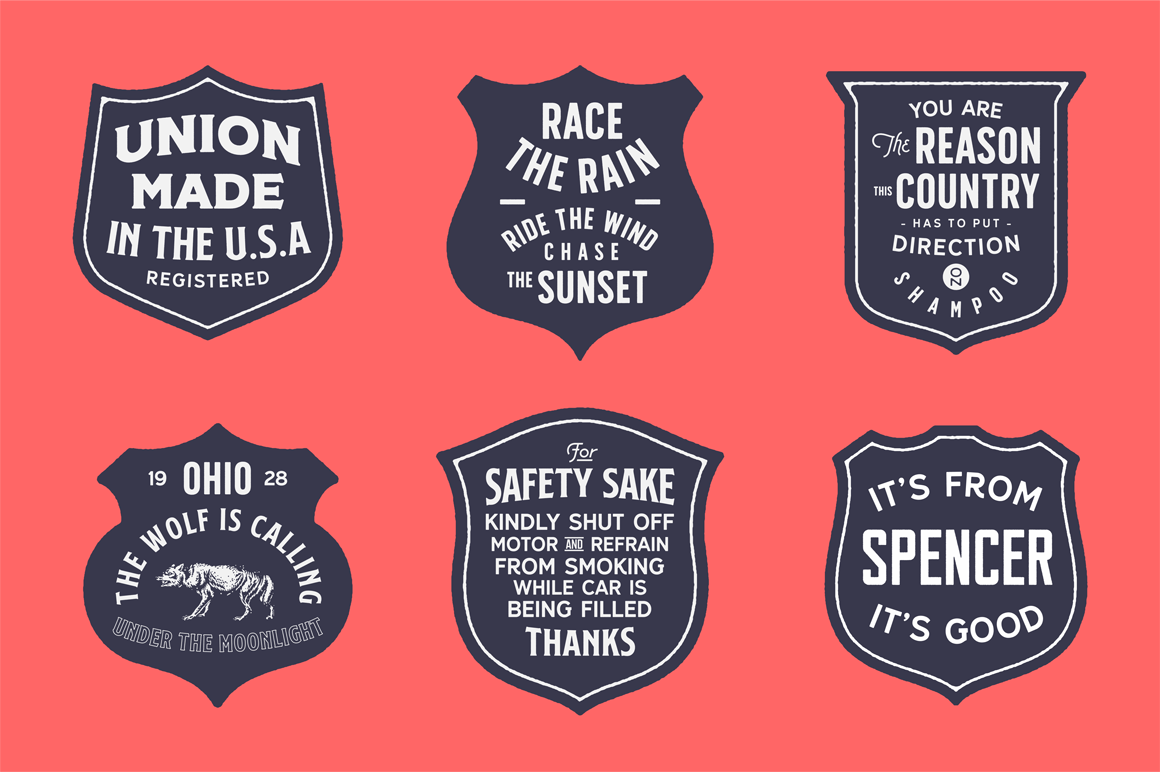 UNION
MADE
IN THE U.S.A
REGISTERED
RACE
THE RAIN
RIDE THE WIND
CHASE
THE SUNSET
YOU ARE
The REASON
THIS COUNTRY
- HAS TO PUT -
DIRECTION
ON
SHAMPOO
19 OHIO 28
THE WOLF IS CALLING
UNDER THE MOONLIGHT
For
SAFETY SAKE
KINDLY SHUT OFF
MOTOR AND REFRAIN
FROM SMOKING
WHILE CAR IS
BEING FILLED
THANKS
IT'S FROM
SPENCER
IT'S GOOD